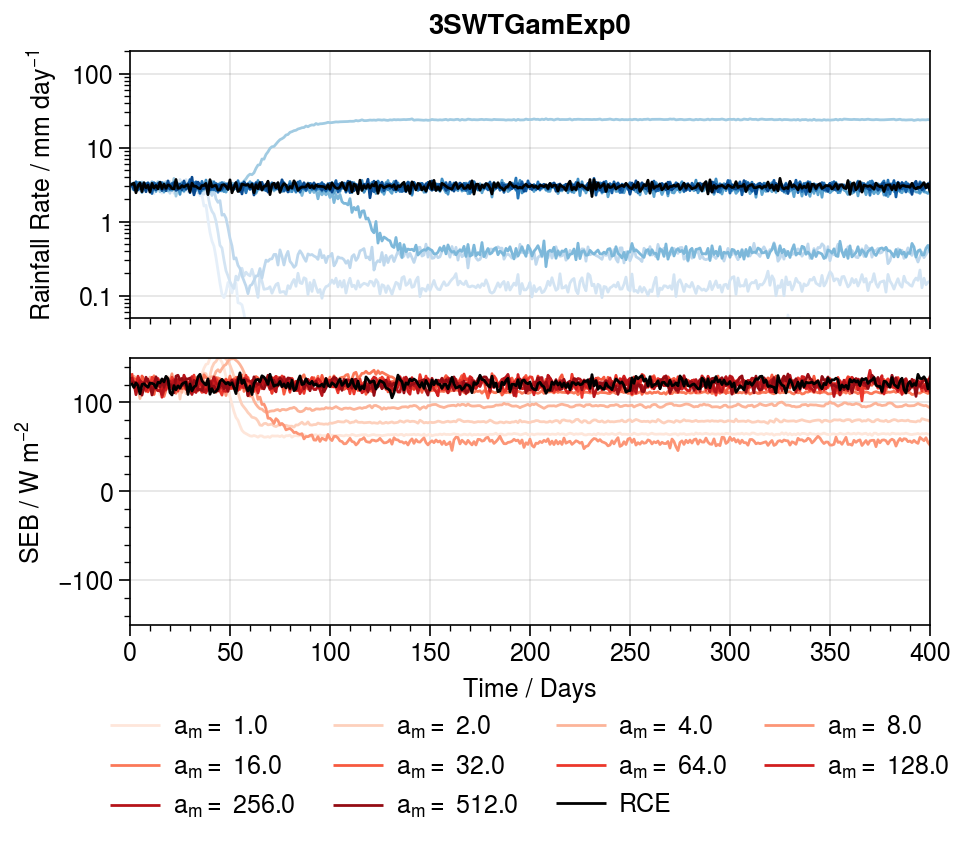 3SWTGamExp0
Rainfall Rate / mm day⁻¹
100
10
1
0.1
SEB / W m⁻²
100
0
−100
0 50 100 150 200 250 300 350 400
Time / Days
aₘ = 1.0 aₘ = 2.0 aₘ = 4.0 aₘ = 8.0
aₘ = 16.0 aₘ = 32.0 aₘ = 64.0 aₘ = 128.0
aₘ = 256.0 aₘ = 512.0 RCE